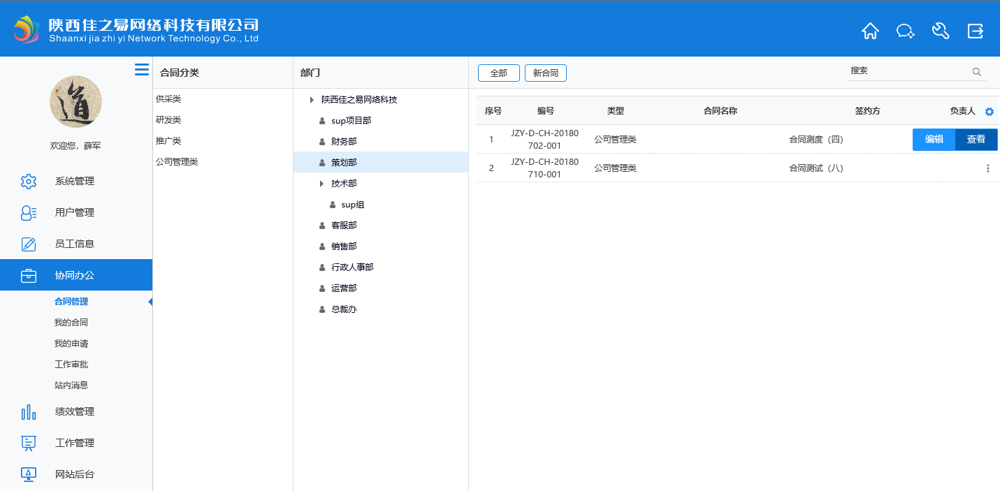 陕西佳之易网络科技有限公司
Shaanxi jia zhi yi Network Technology Co., Ltd
道
欢迎您，薛军
系统管理
用户管理
员工信息
协同办公
合同管理
我的合同
我的申请
工作审批
站内消息
绩效管理
工作管理
网站后台
合同分类
供采类
研发类
推广类
公司管理类
部门
陕西佳之易网络科技
sup项目部
财务部
策划部
技术部
sup组
客服部
销售部
行政人事部
运营部
总裁办
全部 新合同 搜索
序号 编号 类型 合同名称 签约方 负责人
1 JZY-D-CH-20180702-001 公司管理类 合同测度（四） 编辑 查看
2 JZY-D-CH-20180710-001 公司管理类 合同测试（八）